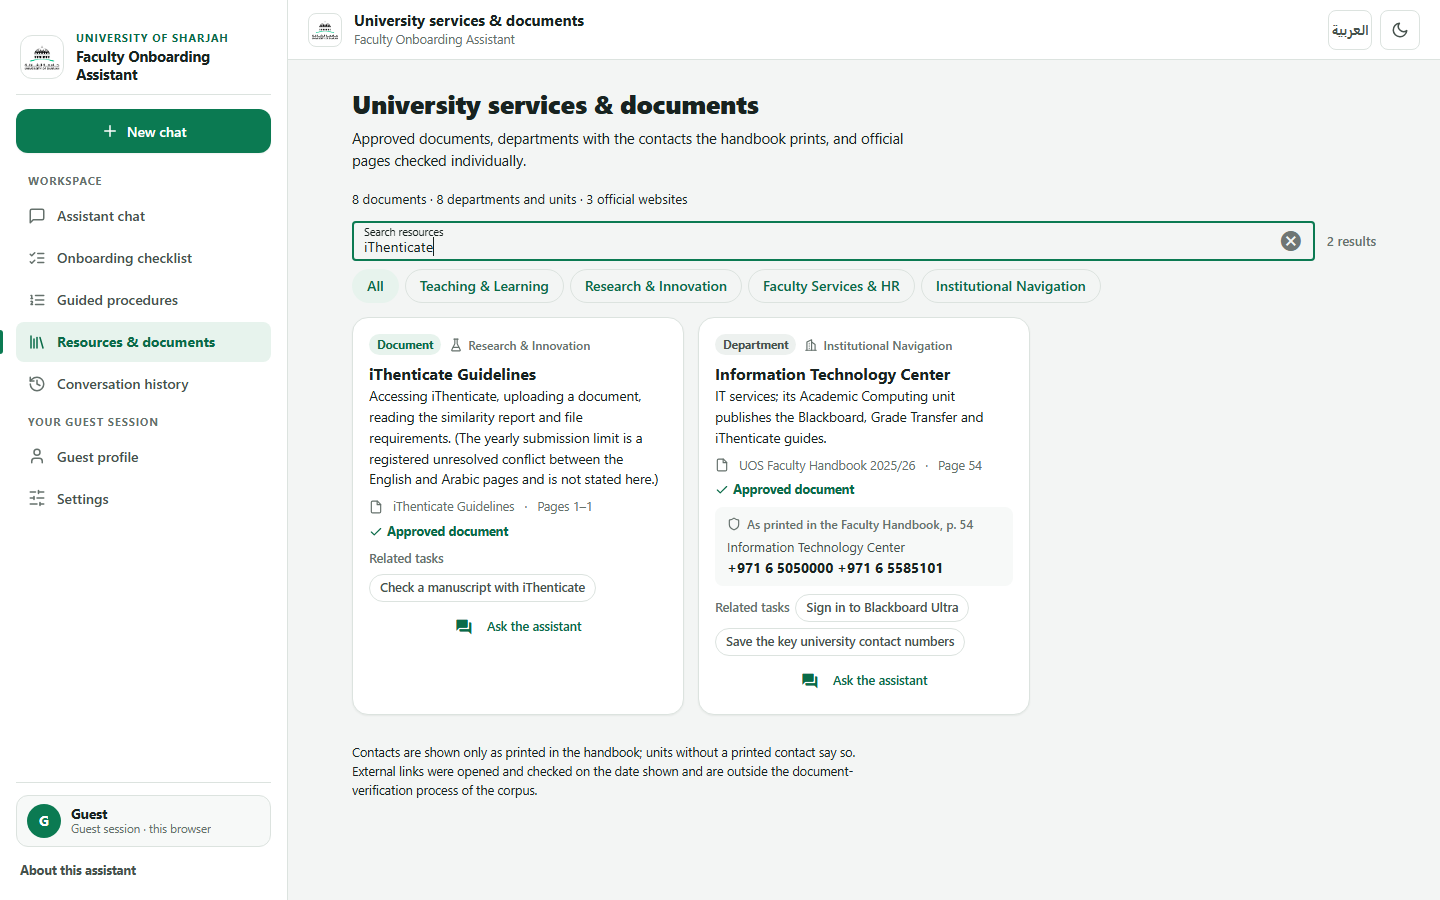 UNIVERSITY OF SHARJAH
Faculty Onboarding
Assistant
New chat
WORKSPACE
Assistant chat
Onboarding checklist
Guided procedures
Resources & documents
Conversation history
YOUR GUEST SESSION
Guest profile
Settings
G
Guest
Guest session · this browser
About this assistant
University services & documents
Faculty Onboarding Assistant
العربية
University services & documents
Approved documents, departments with the contacts the handbook prints, and official
pages checked individually.
8 documents · 8 departments and units · 3 official websites
Search resources
iThenticate
2 results
All
Teaching & Learning
Research & Innovation
Faculty Services & HR
Institutional Navigation
Document
Research & Innovation
iThenticate Guidelines
Accessing iThenticate, uploading a document,
reading the similarity report and file
requirements. (The yearly submission limit is a
registered unresolved conflict between the
English and Arabic pages and is not stated here.)
iThenticate Guidelines · Pages 1–1
Approved document
Related tasks
Check a manuscript with iThenticate
Ask the assistant
Department
Institutional Navigation
Information Technology Center
IT services; its Academic Computing unit
publishes the Blackboard, Grade Transfer and
iThenticate guides.
UOS Faculty Handbook 2025/26 · Page 54
Approved document
As printed in the Faculty Handbook, p. 54
Information Technology Center
+971 6 5050000 +971 6 5585101
Related tasks
Sign in to Blackboard Ultra
Save the key university contact numbers
Ask the assistant
Contacts are shown only as printed in the handbook; units without a printed contact say so.
External links were opened and checked on the date shown and are outside the document-
verification process of the corpus.